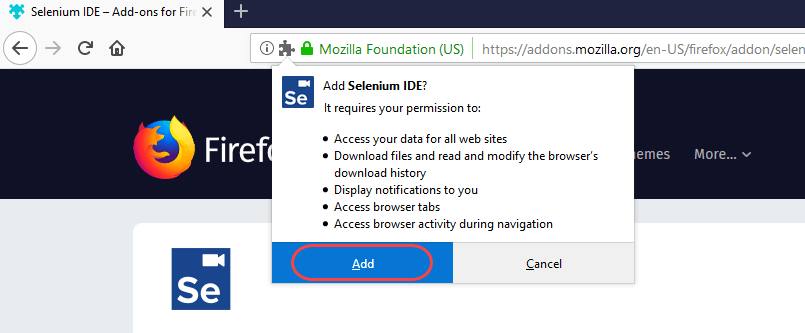 Selenium IDE – Add-ons for Fire
Mozilla Foundation (US)
https://addons.mozilla.org/en-US/firefox/addon/selen
Firefo
emes
More...
Se
Add Selenium IDE?
It requires your permission to:
• Access your data for all web sites
• Download files and read and modify the browser's
download history
• Display notifications to you
• Access browser tabs
• Access browser activity during navigation
Add
Cancel
Se